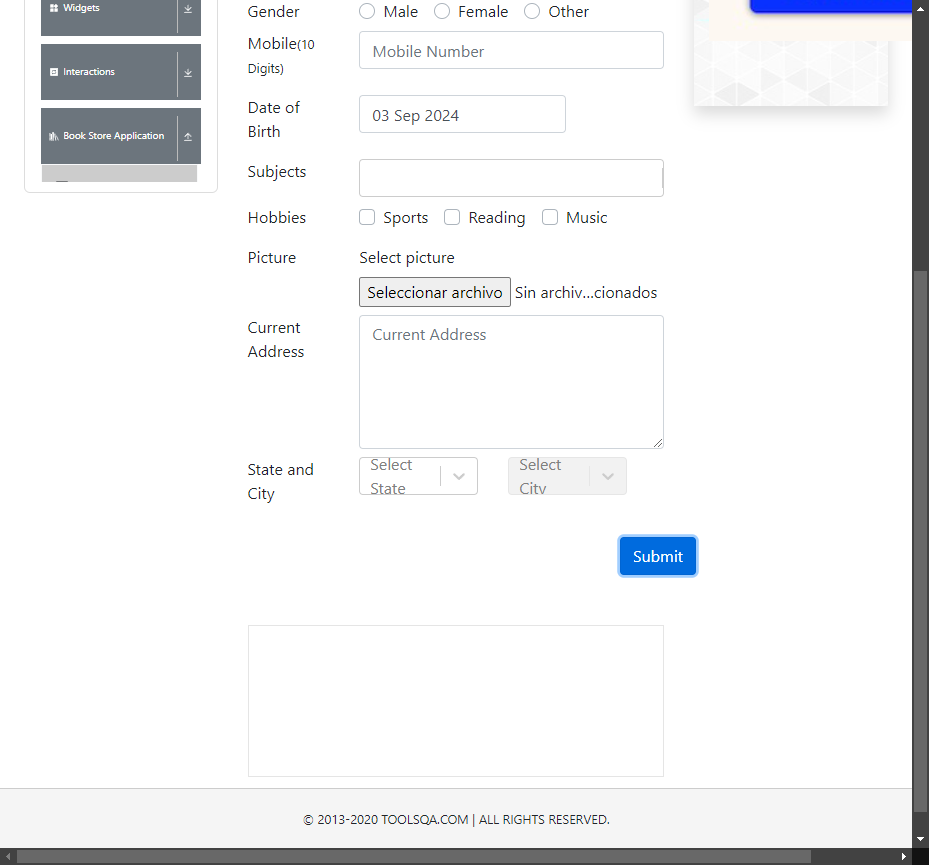 Widgets
Interactions
Book Store Application
Gender
Male
Female
Other
Mobile(10
Digits)
Mobile Number
Date of
Birth
03 Sep 2024
Subjects
Hobbies
Sports
Reading
Music
Picture
Select picture
Seleccionar archivo
Sin archiv...cionados
Current
Address
Current Address
State and
City
Select
State
Select
City
Submit
© 2013-2020 TOOLSQA.COM | ALL RIGHTS RESERVED.